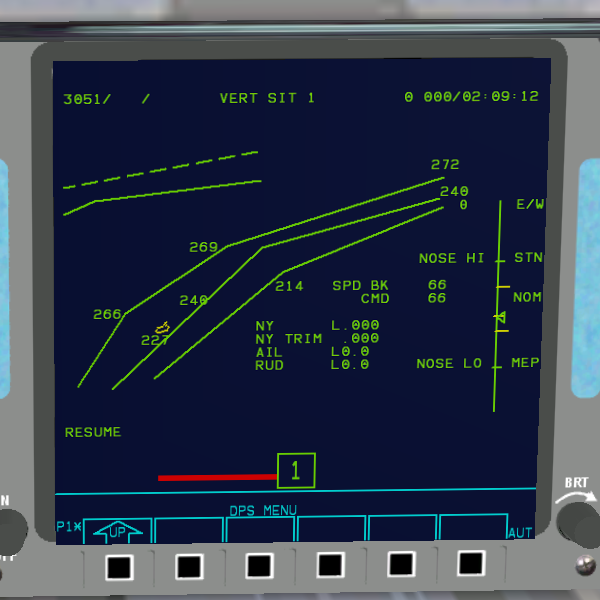 3051/ / VERT SIT 1 0 000/02:09:12
272
240
0 E/W
269
NOSE HI STN
214 SPD BK 66
CMD 66
240 NOM
266
NY L.000
227 NY TRIM .000
AIL L0.0
RUD L0.0 NOSE LO MEP
RESUME
1
BRT
DPS MENU
P1* UP AUT